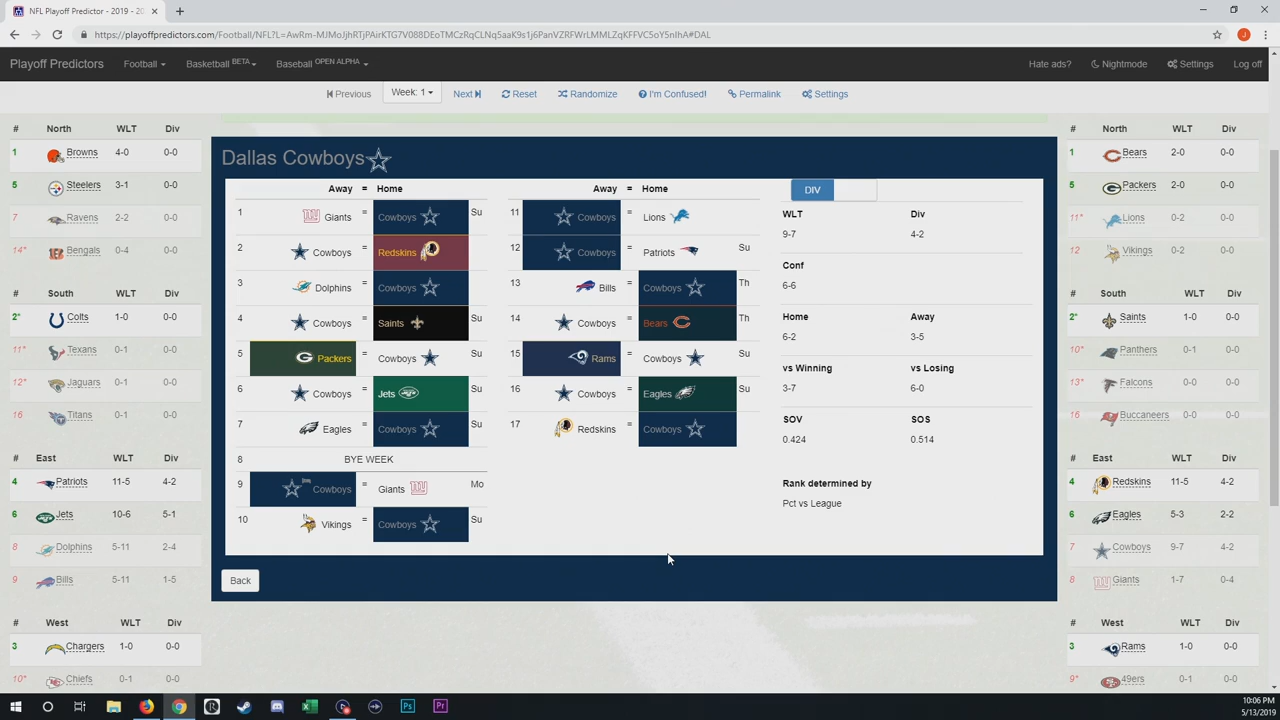 NFL Playoff Predictor - 2019 - 20
https://playoffpredictors.com/Football/NFL?L=AwRm-MJMoJjhRTjPAirKTG7V088DEoTMCzRqCLNq5aaK9s1j6PanVZRFWrLMMLZqKFFVC5oY5nIhA#DAL
J
Playoff Predictors
Football
Basketball BETA
Baseball OPEN ALPHA
Hate ads?
Nightmode
Settings
Log off
Previous
Week: 1
Next
Reset
Randomize
I'm Confused!
Permalink
Settings
# North WLT Div
1 Browns 4-0 0-0
5 Steelers 3-1 0-0
7 Ravens 2-2 0-0
14* Bengals 0-4 0-0
# South WLT Div
2* Colts 1-0 0-0
11* Texans 0-1 0-0
12* Jaguars 0-1 0-0
16 Titans 0-1 0-0
# East WLT Div
4 Patriots 11-5 4-2
6 Jets 10-6 5-1
8 Dolphins 5-11 2-4
9 Bills 5-11 1-5
# West WLT Div
3 Chargers 1-0 0-0
10* Chiefs 0-1 0-0
Dallas Cowboys
Away = Home
1 Giants = Cowboys Su
2 Cowboys = Redskins Su
3 Dolphins = Cowboys Su
4 Cowboys = Saints Su
5 Packers = Cowboys Su
6 Cowboys = Jets Su
7 Eagles = Cowboys Su
8 BYE WEEK
9 Cowboys = Giants Mo
10 Vikings = Cowboys Su
Away = Home
11 Cowboys = Lions Su
12 Cowboys = Patriots Su
13 Bills = Cowboys Th
14 Cowboys = Bears Th
15 Rams = Cowboys Su
16 Cowboys = Eagles Su
17 Redskins = Cowboys
DIV
WLT Div
9-7 4-2
Conf
6-6
Home Away
6-2 3-5
vs Winning vs Losing
3-7 6-0
SOV SOS
0.424 0.514
Rank determined by
Pct vs League
Back
# North WLT Div
1 Bears 2-0 0-0
5 Packers 2-0 0-0
11* Lions 0-2 0-0
12 Vikings 0-2 0-0
# South WLT Div
2* Saints 1-0 0-0
10* Panthers 0-1 0-0
13* Falcons 0-1 0-0
16 Buccaneers 0-1 0-0
# East WLT Div
4 Redskins 11-5 4-2
6 Eagles 5-3 2-2
7 Cowboys 9-7 4-2
8 Giants 1-7 0-4
# West WLT Div
3 Rams 1-0 0-0
9* 49ers 0-1 0-0
10:06 PM
5/13/2019